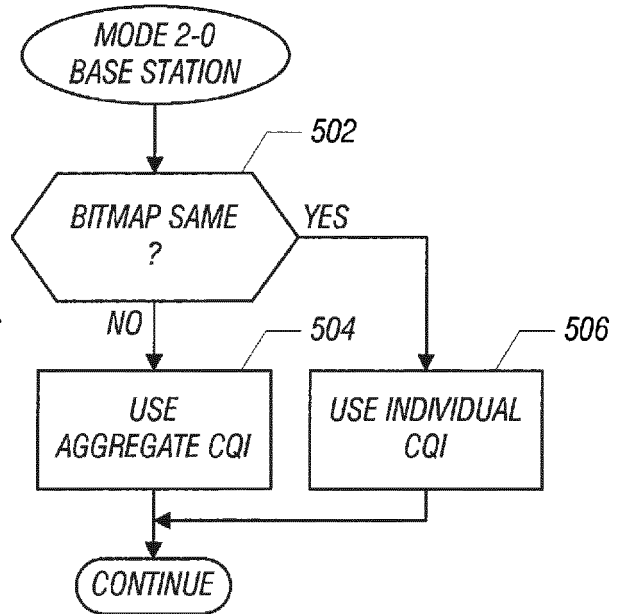 MODE 2-0
BASE STATION
502
BITMAP SAME
?
YES
NO
504
506
USE
AGGREGATE CQI
USE INDIVIDUAL
CQI
CONTINUE